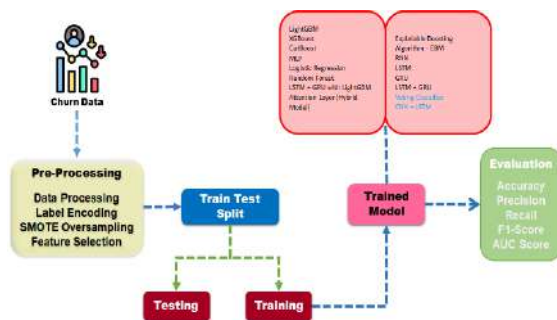 Churn Data
Pre-Processing
Data Processing
Label Encoding
SMOTE Oversampling
Feature Selection
Train Test
Split
Testing
Training
LightGBM
XGBoost
CatBoost
MLP
Logistic Regression
Random Forest
LSTM + GRU with LightGBM
Attention Layer (Hybrid
Model)
Explainable Boosting
Algorithm - EBM
RNN
LSTM
GRU
LSTM + GRU
Voting Classifier
CNN + LSTM
Trained
Model
Evaluation
Accuracy
Precision
Recall
F1-Score
AUC Score